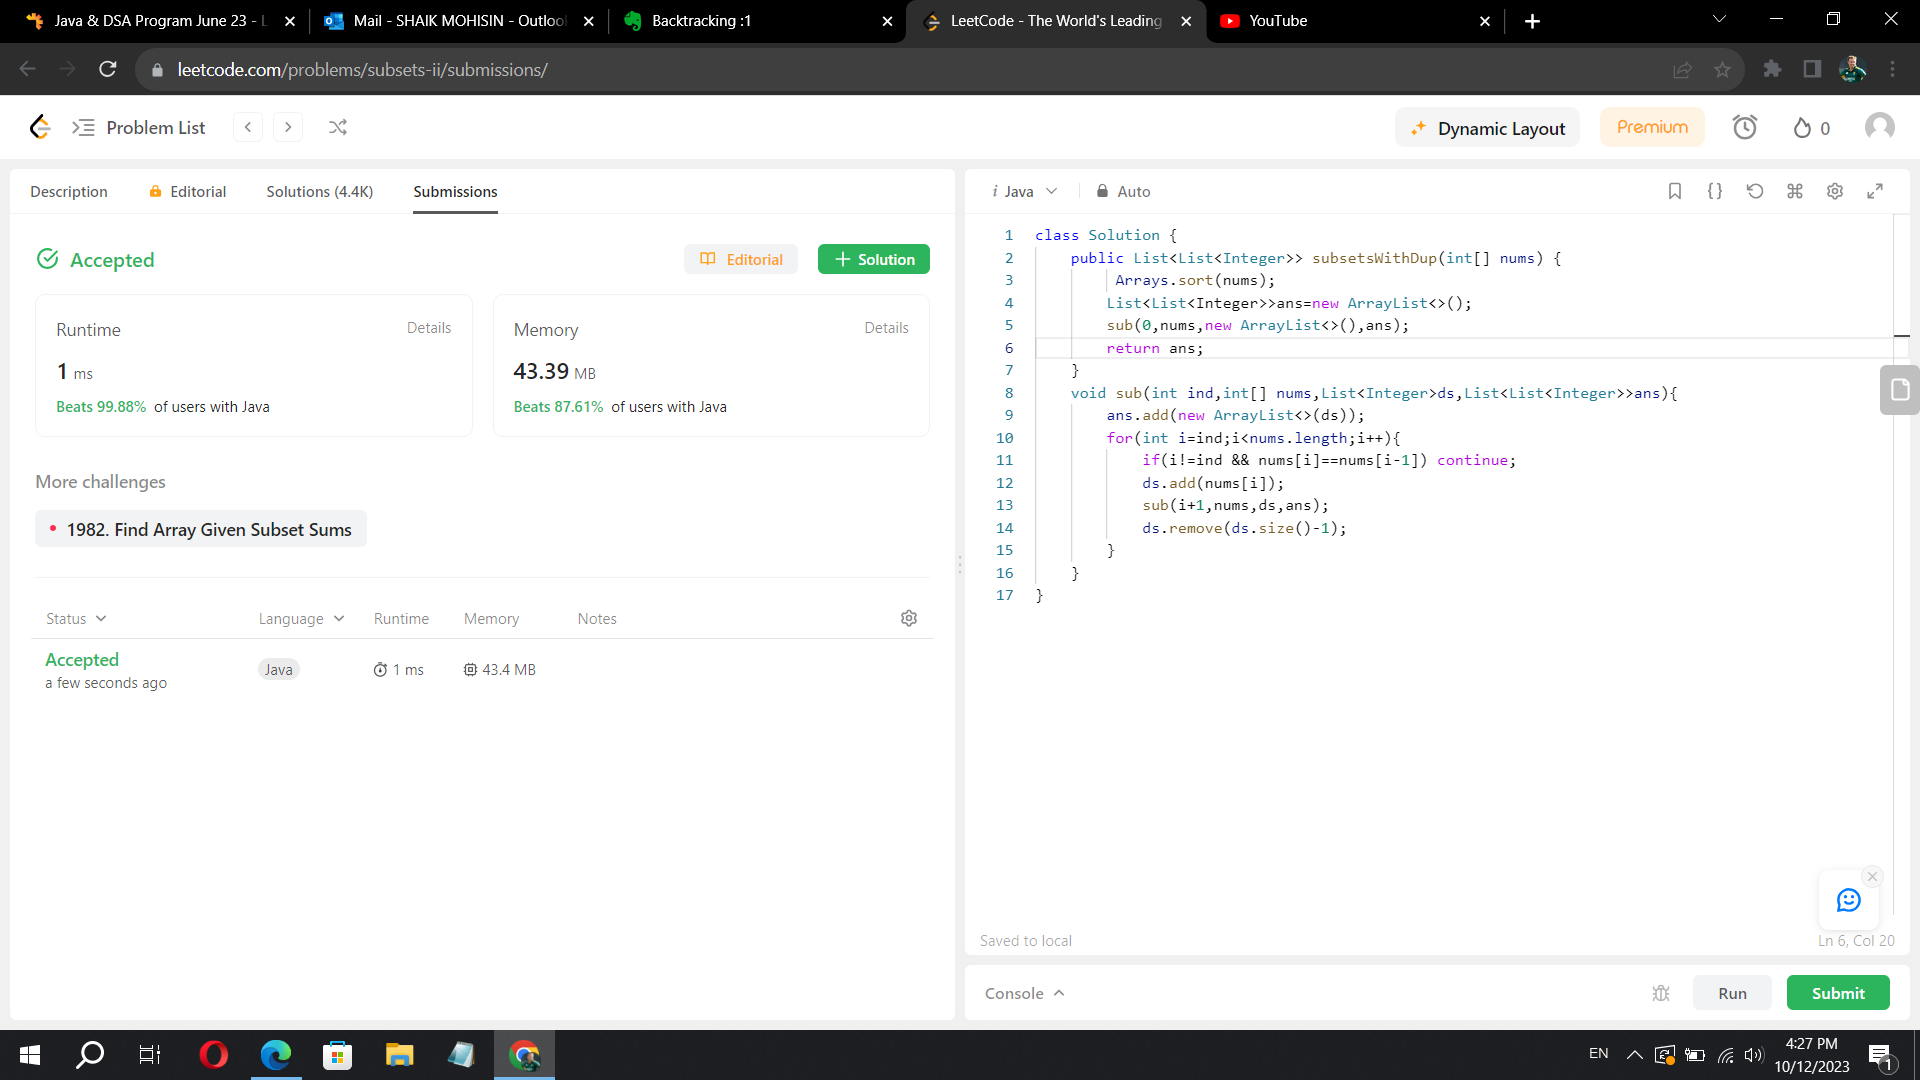 Java & DSA Program June 23 - L
Mail - SHAIK MOHISIN - Outloo
Backtracking :1
LeetCode - The World's Leading
YouTube
leetcode.com/problems/subsets-ii/submissions/
Problem List
Dynamic Layout
Premium
0
Description
Editorial
Solutions (4.4K)
Submissions
Accepted
Editorial
Solution
Runtime
Details
1 ms
Beats 99.88% of users with Java
Memory
Details
43.39 MB
Beats 87.61% of users with Java
More challenges
1982. Find Array Given Subset Sums
Status
Language
Runtime
Memory
Notes
Accepted
a few seconds ago
Java
1 ms
43.4 MB
i Java
Auto
1 class Solution {
2 public List<List<Integer>> subsetsWithDup(int[] nums) {
3 Arrays.sort(nums);
4 List<List<Integer>>ans=new ArrayList<>();
5 sub(0,nums,new ArrayList<>(),ans);
6 return ans;
7 }
8 void sub(int ind,int[] nums,List<Integer>ds,List<List<Integer>>ans){
9 ans.add(new ArrayList<>(ds));
10 for(int i=ind;i<nums.length;i++){
11 if(i!=ind && nums[i]==nums[i-1]) continue;
12 ds.add(nums[i]);
13 sub(i+1,nums,ds,ans);
14 ds.remove(ds.size()-1);
15 }
16 }
17 }
Saved to local
Ln 6, Col 20
Console
Run
Submit
EN
4:27 PM
10/12/2023
1